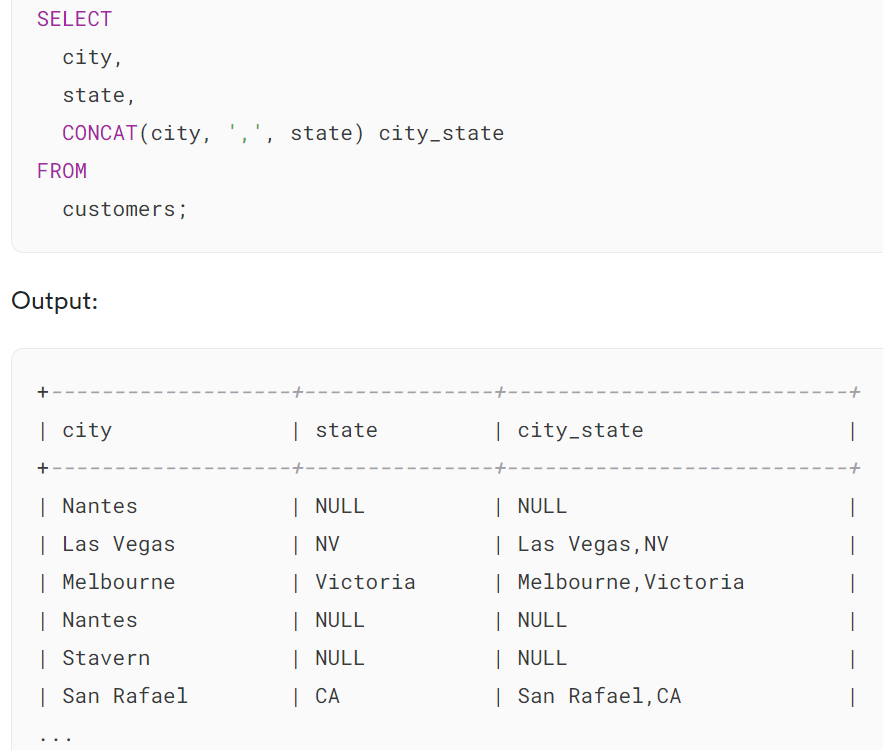 SELECT
  city,
  state,
  CONCAT(city, ',', state) city_state
FROM
  customers;
Output:
+-------------------+---------------+---------------------------+
| city              | state         | city_state                |
+-------------------+---------------+---------------------------+
| Nantes            | NULL          | NULL                      |
| Las Vegas         | NV            | Las Vegas,NV              |
| Melbourne         | Victoria      | Melbourne,Victoria        |
| Nantes            | NULL          | NULL                      |
| Stavern           | NULL          | NULL                      |
| San Rafael        | CA            | San Rafael,CA             |
...